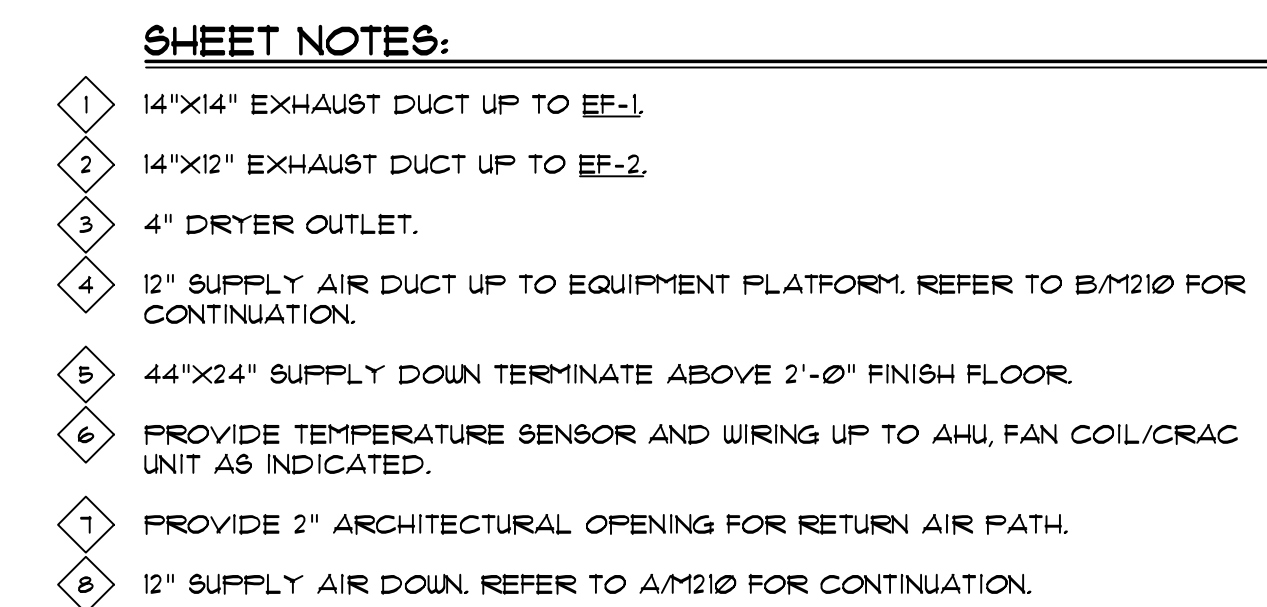 SHEET NOTES:
1 14"X14" EXHAUST DUCT UP TO EF-1.
2 14"X12" EXHAUST DUCT UP TO EF-2.
3 4" DRYER OUTLET.
4 12" SUPPLY AIR DUCT UP TO EQUIPMENT PLATFORM. REFER TO B/M210 FOR
CONTINUATION.
5 44"X24" SUPPLY DOWN TERMINATE ABOVE 2'-0" FINISH FLOOR.
6 PROVIDE TEMPERATURE SENSOR AND WIRING UP TO AHU, FAN COIL/CRAC
UNIT AS INDICATED.
7 PROVIDE 2" ARCHITECTURAL OPENING FOR RETURN AIR PATH.
8 12" SUPPLY AIR DOWN. REFER TO A/M210 FOR CONTINUATION.